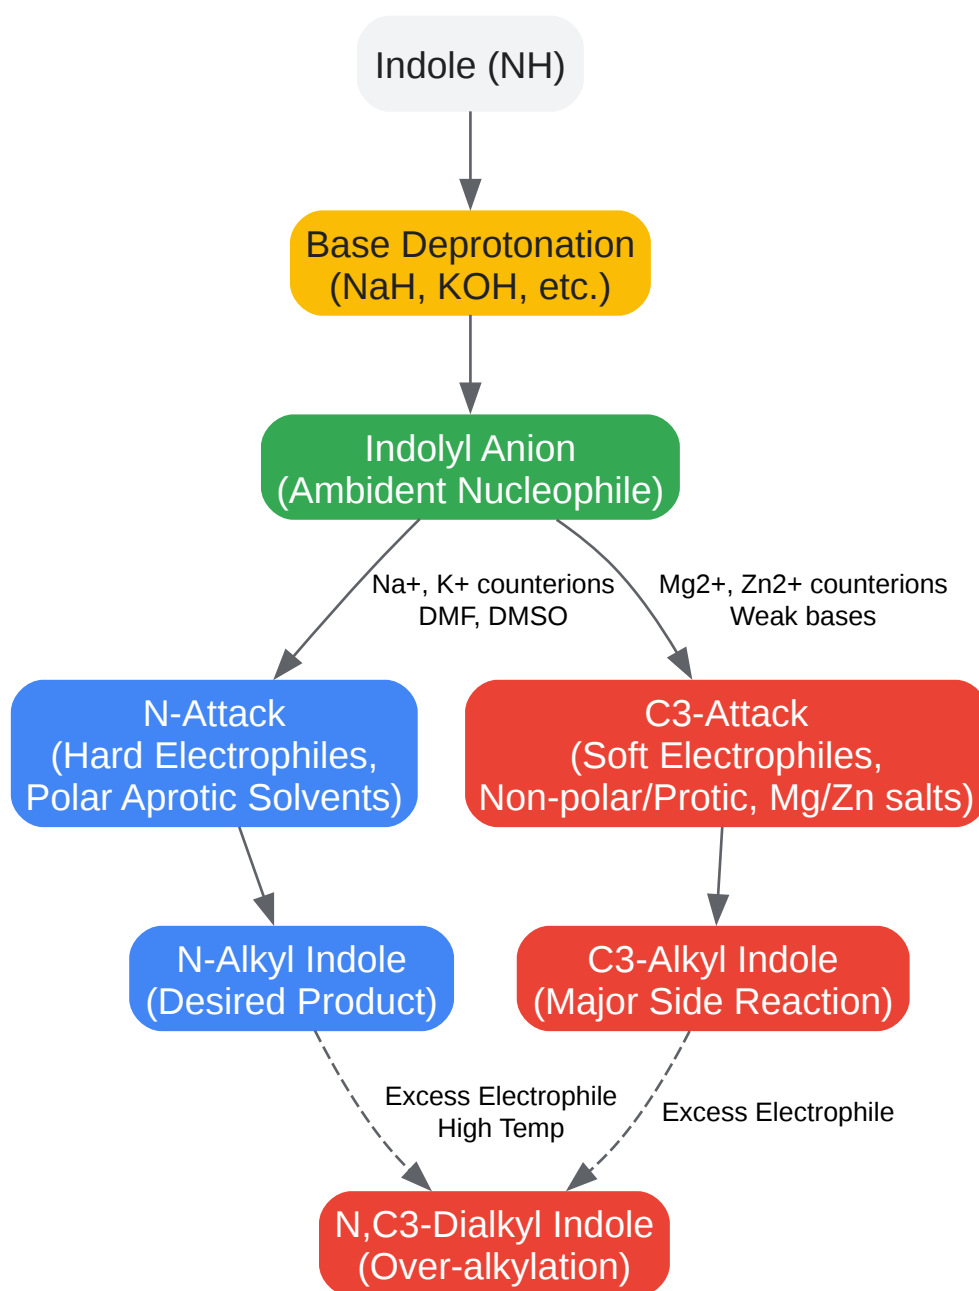 Indole (NH)
Base Deprotonation
(NaH, KOH, etc.)
Indolyl Anion
(Ambident Nucleophile)
Na+, K+ counterions
DMF, DMSO
Mg2+, Zn2+ counterions
Weak bases
N-Attack
(Hard Electrophiles,
Polar Aprotic Solvents)
C3-Attack
(Soft Electrophiles,
Non-polar/Protic, Mg/Zn salts)
N-Alkyl Indole
(Desired Product)
C3-Alkyl Indole
(Major Side Reaction)
Excess Electrophile
High Temp
Excess Electrophile
N,C3-Dialkyl Indole
(Over-alkylation)